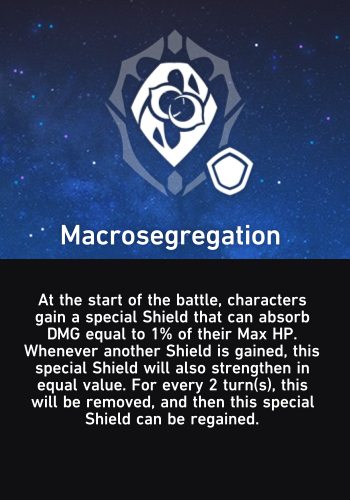 Macrosegregation
At the start of the battle, characters
gain a special Shield that can absorb
DMG equal to 1% of their Max HP.
Whenever another Shield is gained, this
special Shield will also strengthen in
equal value. For every 2 turn(s), this
will be removed, and then this special
Shield can be regained.